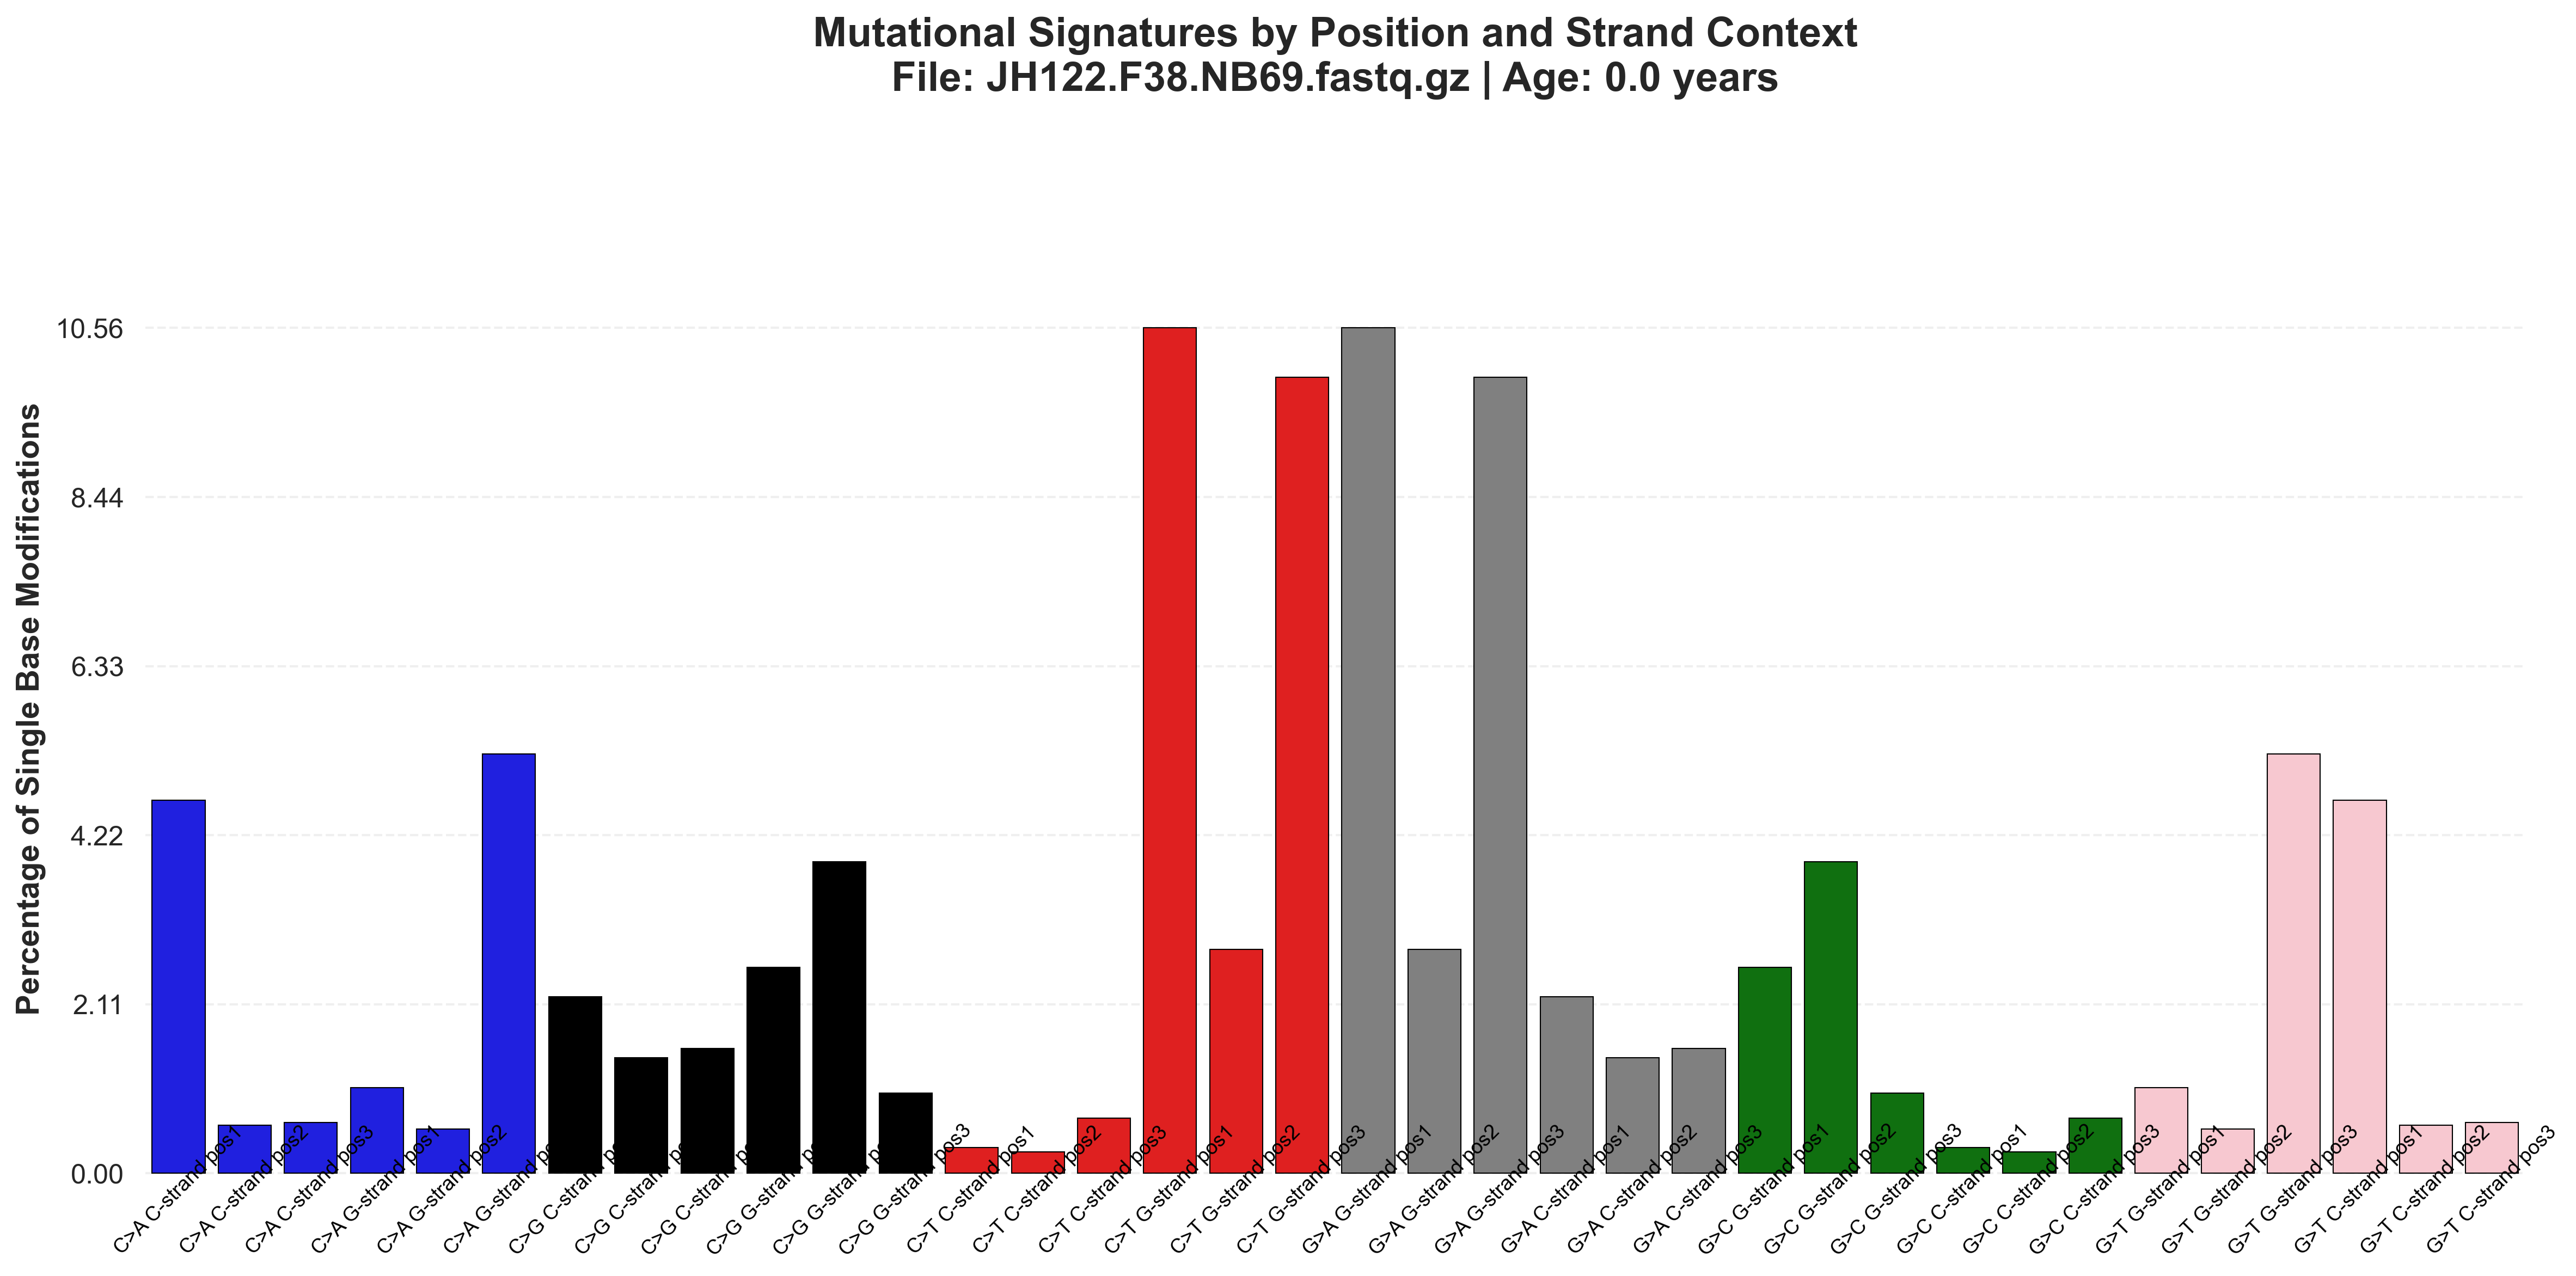 Mutational Signatures by Position and Strand Context
File: JH122.F38.NB69.fastq.gz | Age: 0.0 years
Percentage of Single Base Modifications
10.56
8.44
6.33
4.22
2.11
0.00
C>A C-strand pos1
C>A C-strand pos2
C>A C-strand pos3
C>A G-strand pos1
C>A G-strand pos2
C>A G-strand
C>G C-strand
C>G C-strand
C>G C-strand
C>G G-strand
C>G G-strand
C>G G-strand pos3
C>T C-strand pos1
C>T C-strand pos2
C>T C-strand pos3
C>T G-strand pos1
C>T G-strand pos2
C>T G-strand pos3
G>A G-strand pos1
G>A G-strand pos2
G>A G-strand pos3
G>A C-strand pos1
G>A C-strand pos2
G>A C-strand pos3
G>C G-strand pos1
G>C G-strand pos2
G>C G-strand pos3
G>C C-strand pos1
G>C C-strand pos2
G>C C-strand pos3
G>T G-strand pos1
G>T G-strand pos2
G>T G-strand pos3
G>T C-strand pos1
G>T C-strand pos2
G>T C-strand pos3